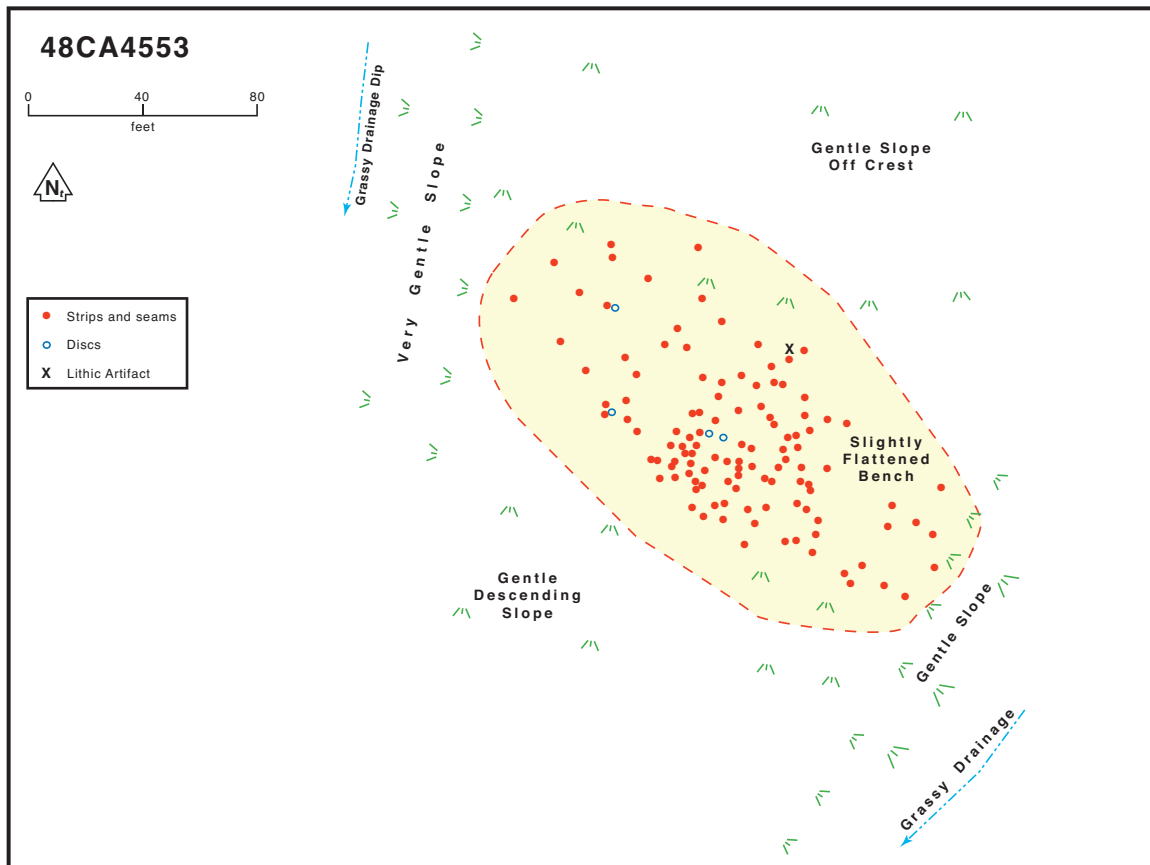 48CA4553
0 40 80
feet
Nt
Strips and seams
Discs
X Lithic Artifact
Grassy Drainage Dip
Very Gentle Slope
Gentle Slope
Off Crest
X
Slightly
Flattened
Bench
Gentle
Descending
Slope
Gentle Slope
Grassy Drainage